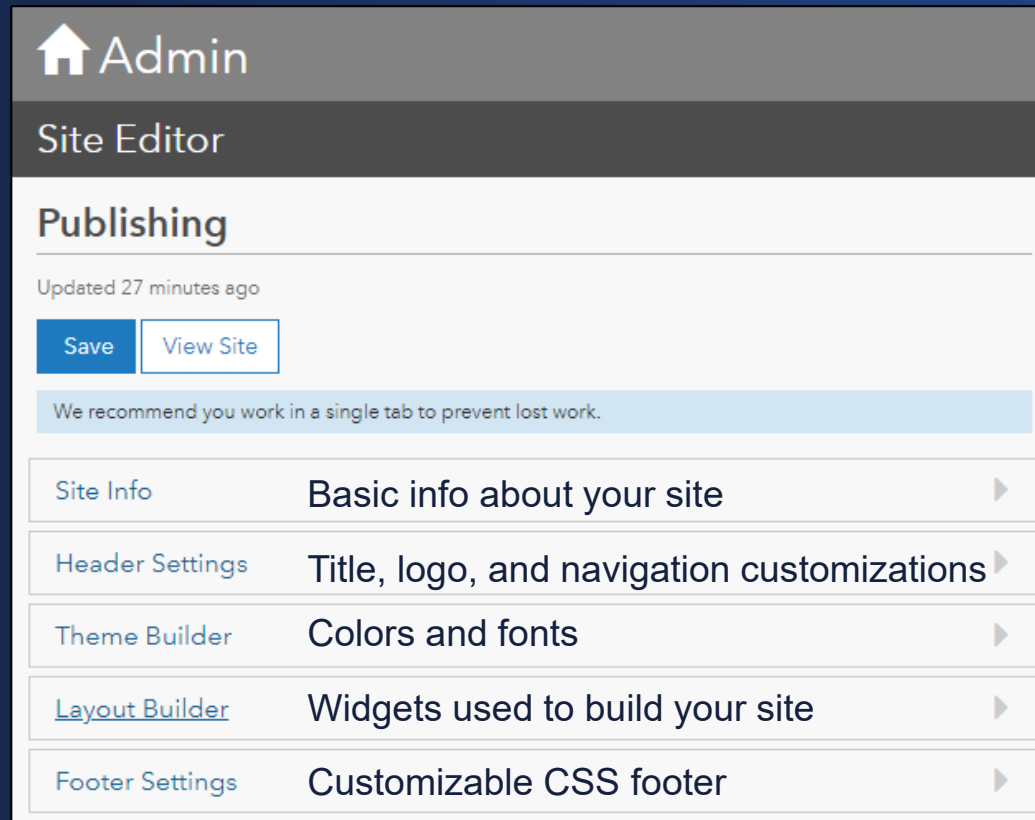 Admin
Site Editor
Publishing
Updated 27 minutes ago
Save View Site
We recommend you work in a single tab to prevent lost work.
Site Info Basic info about your site
Header Settings Title, logo, and navigation customizations
Theme Builder Colors and fonts
Layout Builder Widgets used to build your site
Footer Settings Customizable CSS footer